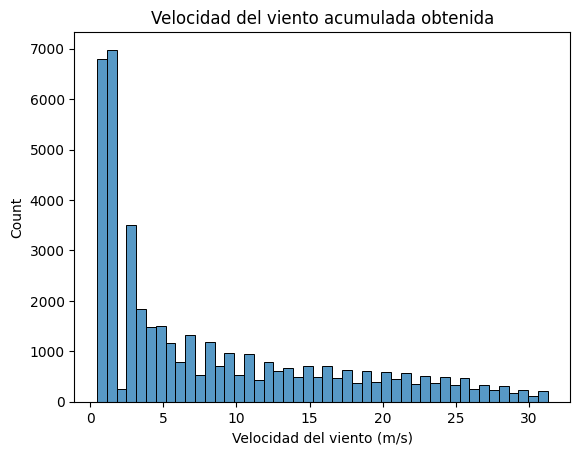 Velocidad del viento acumulada obtenida
7000
6000
5000
4000
3000
2000
1000
0
Count
0 5 10 15 20 25 30
Velocidad del viento (m/s)